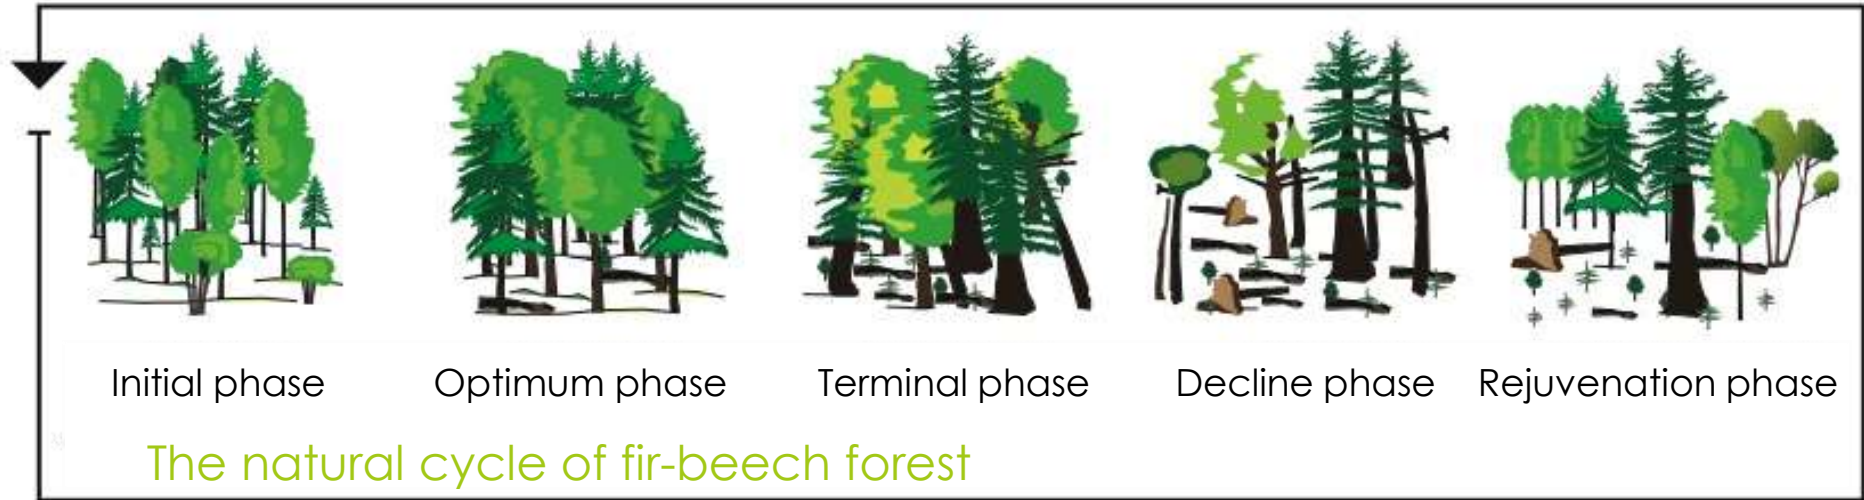 Initial phase
Optimum phase
Terminal phase
Decline phase
Rejuvenation phase
The natural cycle of fir-beech forest